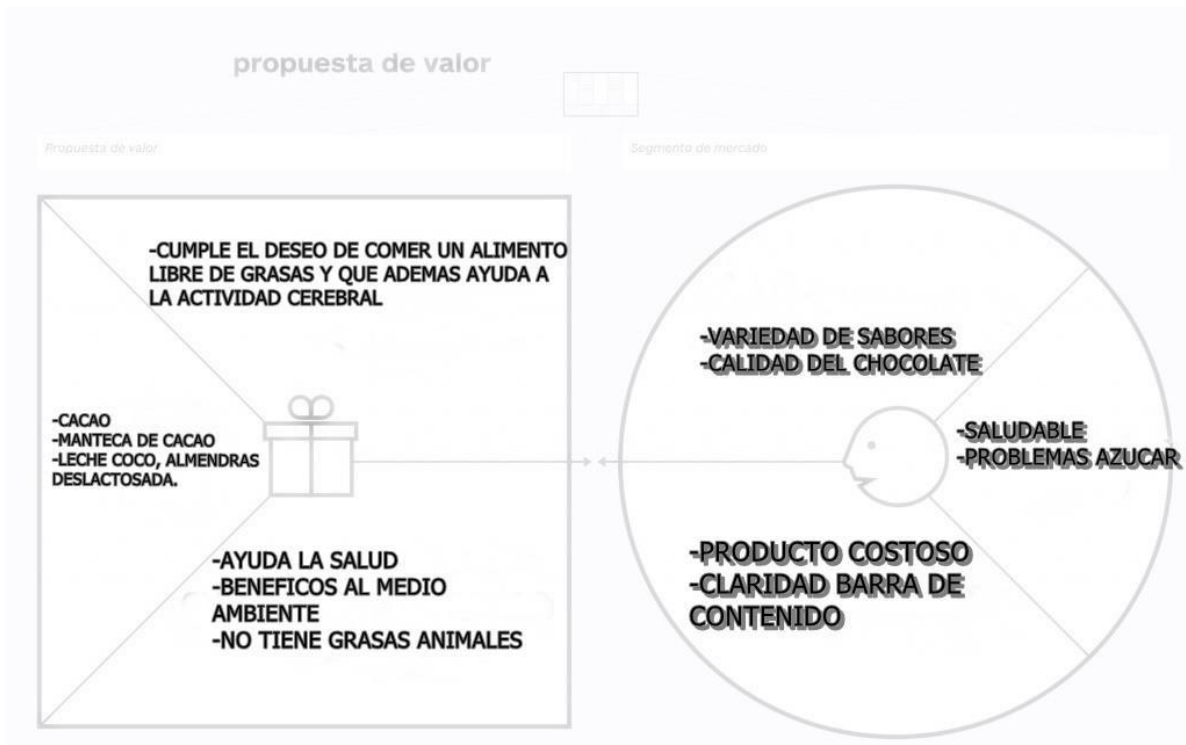 propuesta de valor
Propuesta de valor
Segmento de mercado
-CUMPLE EL DESEO DE COMER UN ALIMENTO
LIBRE DE GRASAS Y QUE ADEMAS AYUDA A
LA ACTIVIDAD CEREBRAL
-CACAO
-MANTECA DE CACAO
-LECHE COCO, ALMENDRAS
DESLACTOSADA.
-AYUDA LA SALUD
-BENEFICOS AL MEDIO
AMBIENTE
-NO TIENE GRASAS ANIMALES
-VARIEDAD DE SABORES
-CALIDAD DEL CHOCOLATE
-SALUDABLE
-PROBLEMAS AZUCAR
-PRODUCTO COSTOSO
-CLARIDAD BARRA DE
CONTENIDO